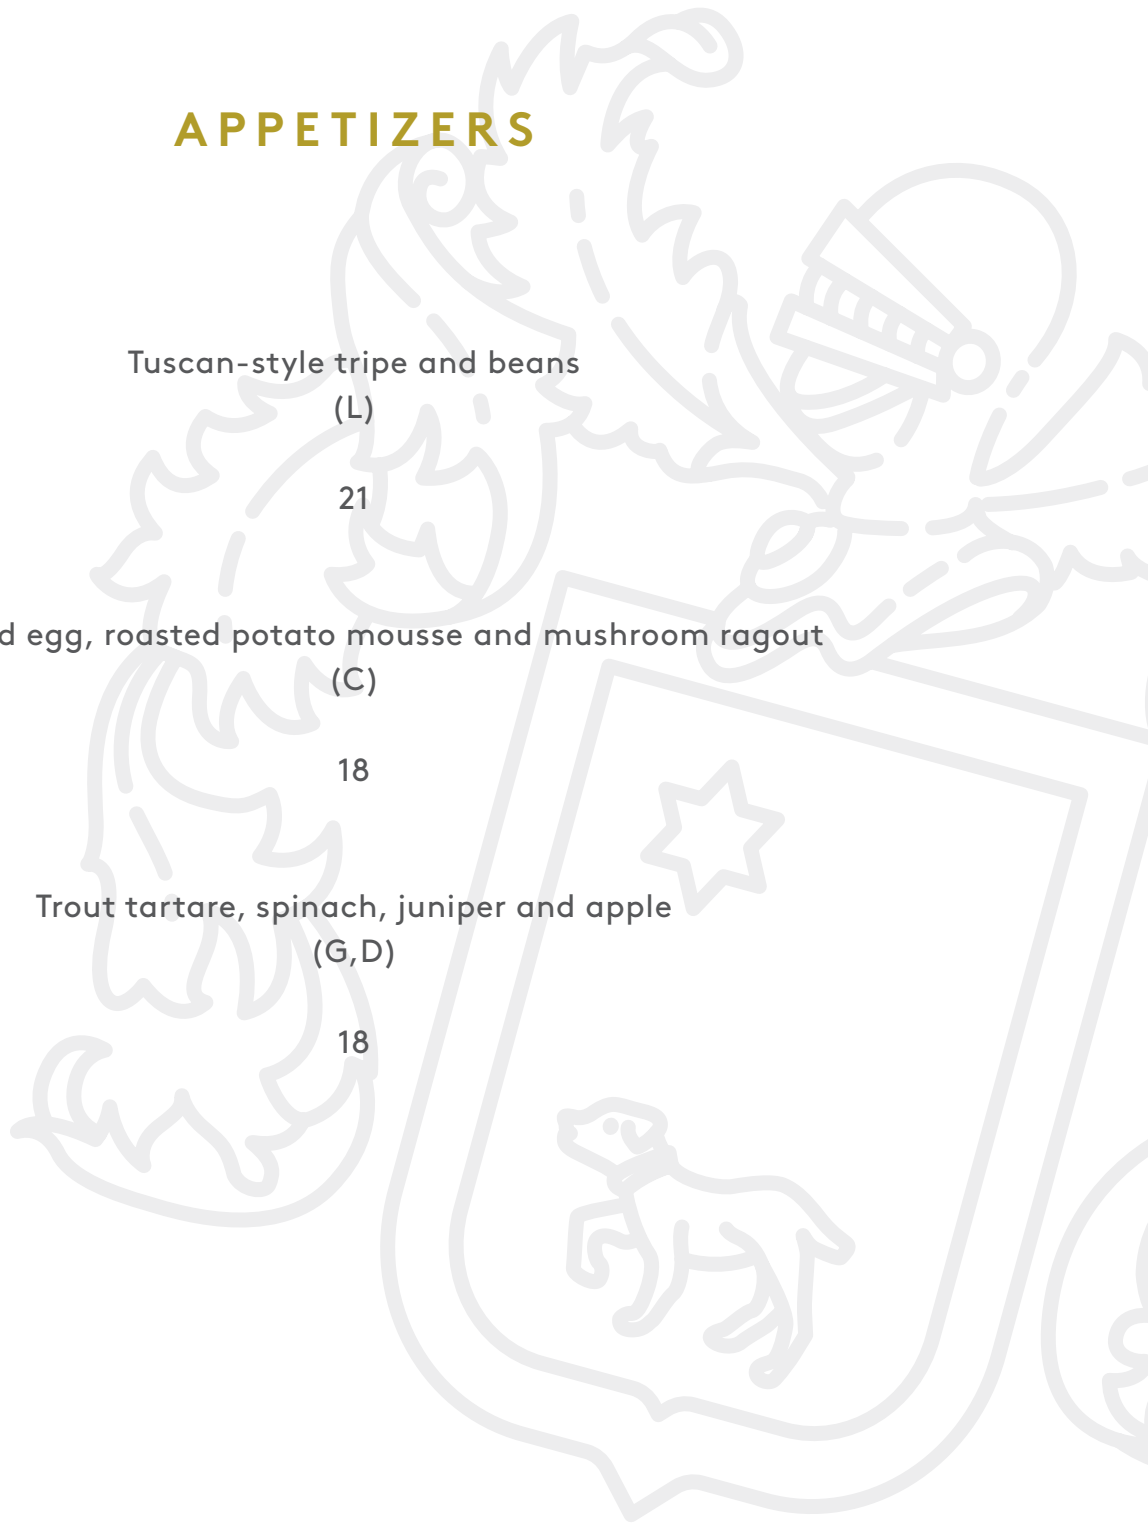 APPETIZERS
Tuscan-style tripe and beans
(L)
21
egg, roasted potato mousse and mushroom ragout
(C)
18
Trout tartare, spinach, juniper and apple
(G,D)
18